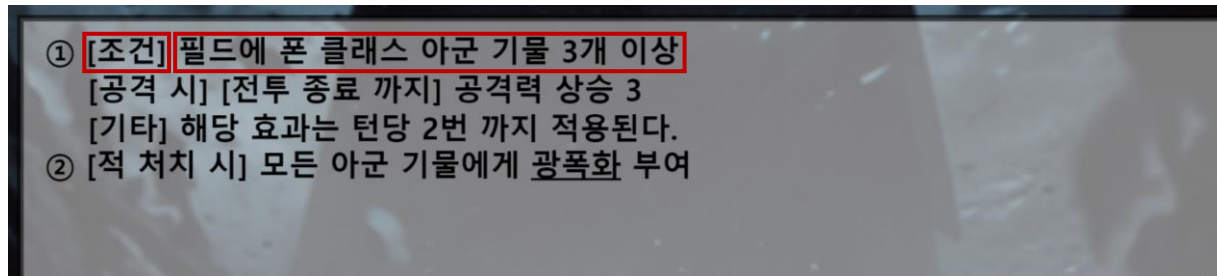 ① [조건] 필드에 폰 클래스 아군 기물 3개 이상
[공격 시] [전투 종료 까지] 공격력 상승 3
[기타] 해당 효과는 턴당 2번 까지 적용된다.
② [적 처치 시] 모든 아군 기물에게 광폭화 부여